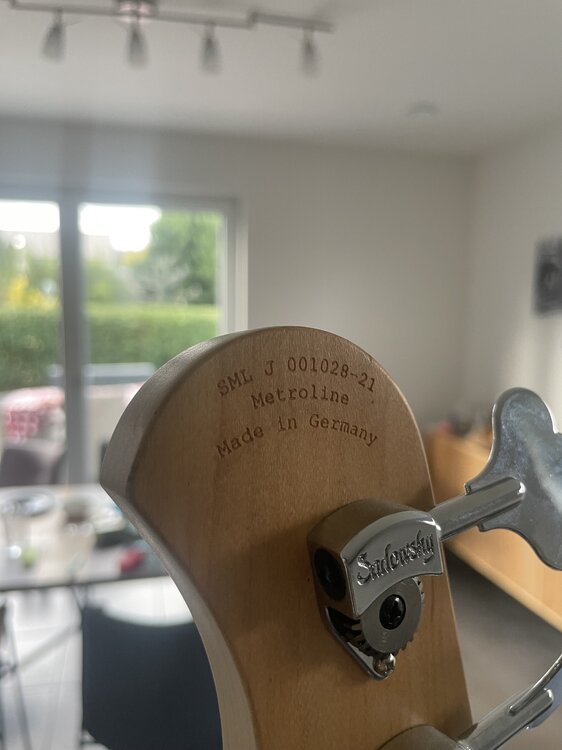 SML J 001028-21
Metroline
Made in Germany
Sadowsky